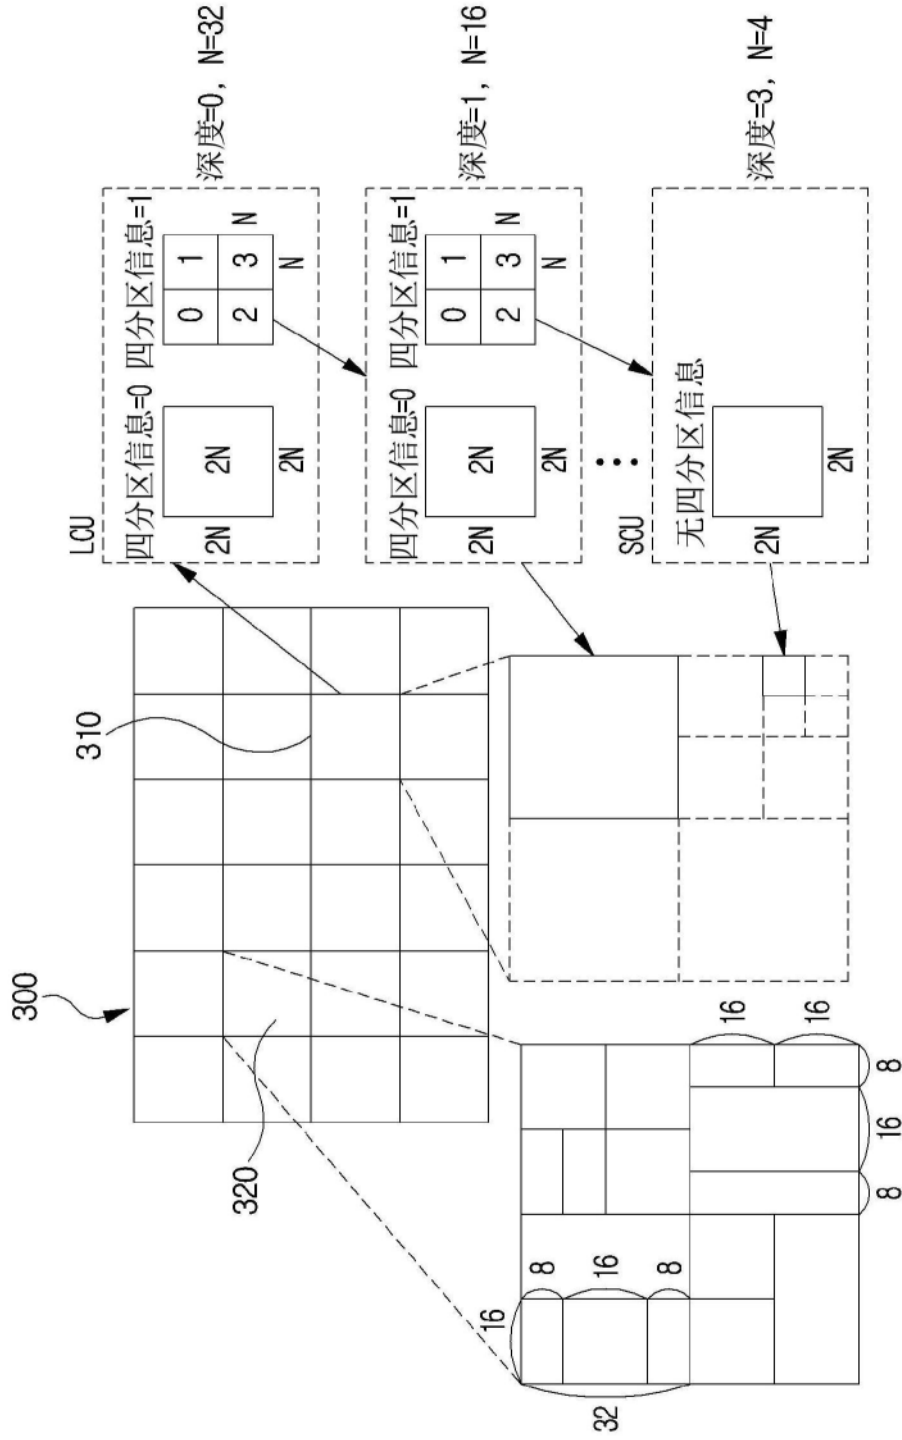 300
310
320
LCU
四分区信息=0 四分区信息=1
2N
2N
2N
0 1
2 3
N
N
深度=0, N=32
四分区信息=0 四分区信息=1
2N
2N
2N
0 1
2 3
N
N
深度=1, N=16
SCU
无四分区信息
2N
2N
深度=3, N=4
16
8
16
8
32
16
16
8 16 8